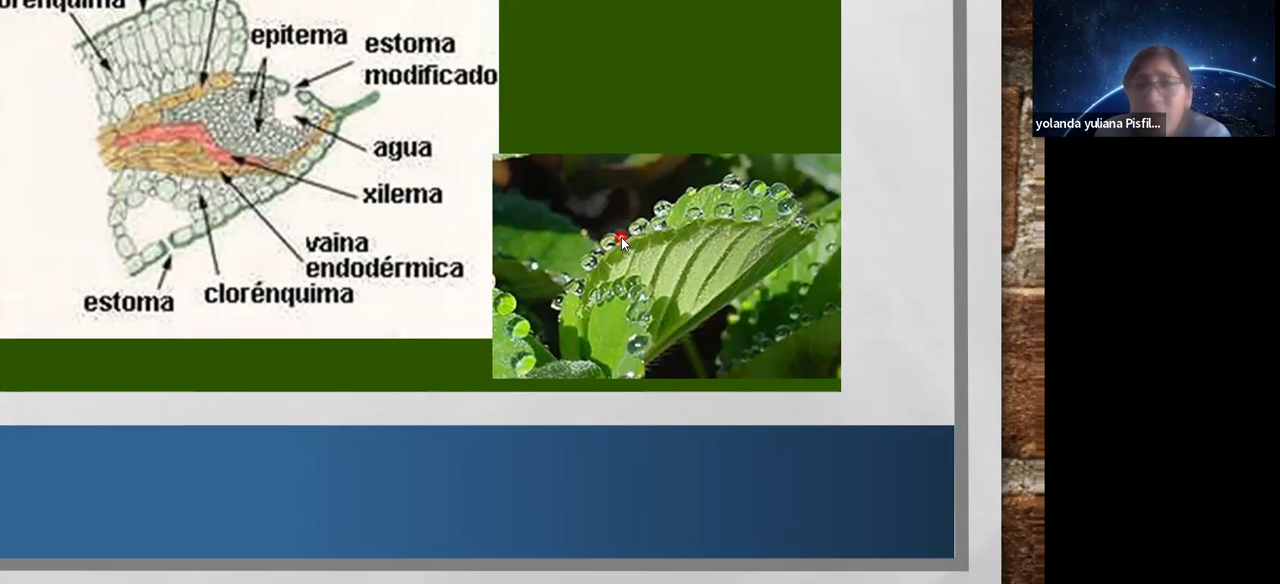 epitema
estoma
modificado
agua
xilema
vaina
endodérmica
clorénquima
estoma
yolanda yuliana Pisfil...